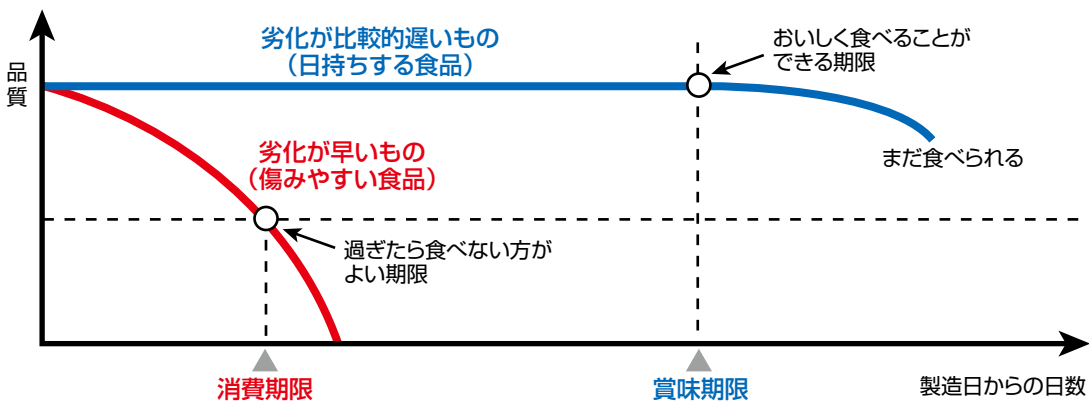 品質
劣化が比較的遅いもの
（日持ちする食品）
おいしく食べることが
できる期限
まだ食べられる
劣化が早いもの
（傷みやすい食品）
過ぎたら食べない方が
よい期限
消費期限
賞味期限
製造日からの日数